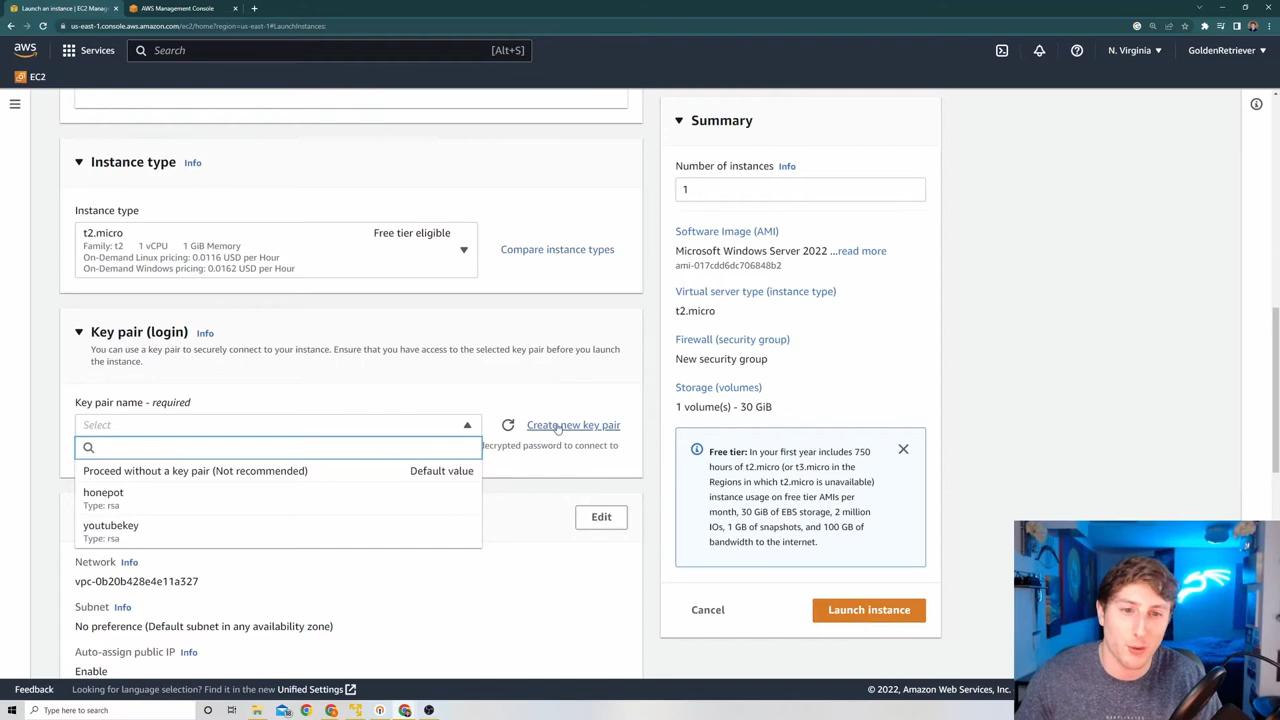 Launch an instance | EC2 Manag
AWS Management Console
us-east-1.console.aws.amazon.com/ec2/home?region=us-east-1#LaunchInstances:
aws
Services
Search
[Alt+S]
N. Virginia
GoldenRetriever
EC2
Instance type
Info
Instance type
t2.micro
Free tier eligible
Family: t2 1 vCPU 1 GiB Memory
On-Demand Linux pricing: 0.0116 USD per Hour
On-Demand Windows pricing: 0.0162 USD per Hour
Compare instance types
Key pair (login)
Info
You can use a key pair to securely connect to your instance. Ensure that you have access to the selected key pair before you launch
the instance.
Key pair name - required
Select
Create new key pair
decrypted password to connect to
Proceed without a key pair (Not recommended)
Default value
honepot
Type: rsa
youtubekey
Type: rsa
Edit
Network Info
vpc-0b20b428e4e11a327
Subnet Info
No preference (Default subnet in any availability zone)
Auto-assign public IP Info
Enable
Summary
Number of instances Info
1
Software Image (AMI)
Microsoft Windows Server 2022 ...read more
ami-017cdd6dc706848b2
Virtual server type (instance type)
t2.micro
Firewall (security group)
New security group
Storage (volumes)
1 volume(s) - 30 GiB
Free tier: In your first year includes 750
hours of t2.micro (or t3.micro in the
Regions in which t2.micro is unavailable)
instance usage on free tier AMIs per
month, 30 GiB of EBS storage, 2 million
IOs, 1 GB of snapshots, and 100 GB of
bandwidth to the internet.
Cancel
Launch instance
Feedback
Looking for language selection? Find it in the new Unified Settings
© 2022, Amazon Web Services, Inc.
Type here to search